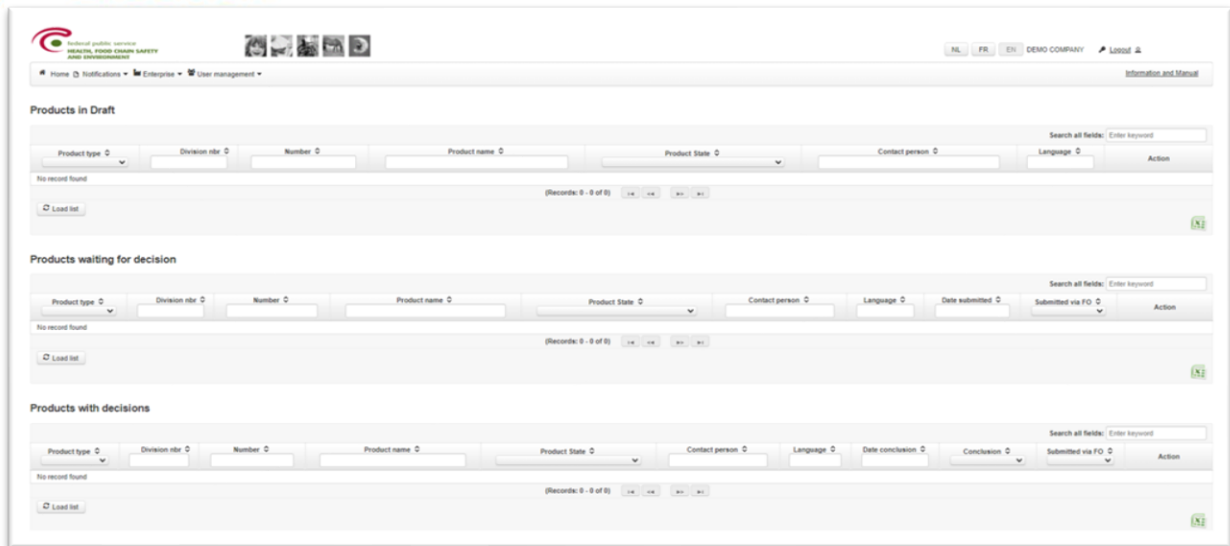 federal public service
HEALTH, FOOD CHAIN SAFETY
AND ENVIRONMENT
NL FR EN DEMO COMPANY Logout
Home Notifications Enterprise User management Information and Manual
Products in Draft
Search all fields: Enter keyword
Product type Division nbr Number Product name Product State Contact person Language Action
No record found
(Records: 0 - 0 of 0)
Load list
Products waiting for decision
Search all fields: Enter keyword
Product type Division nbr Number Product name Product State Contact person Language Date submitted Submitted via FO Action
No record found
(Records: 0 - 0 of 0)
Load list
Products with decisions
Search all fields: Enter keyword
Product type Division nbr Number Product name Product State Contact person Language Date conclusion Conclusion Submitted via FO Action
No record found
(Records: 0 - 0 of 0)
Load list